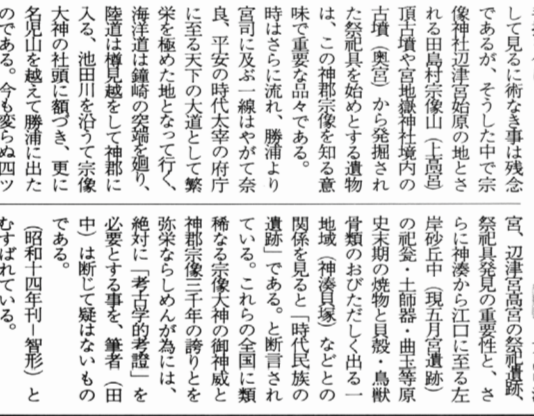 して見るに術なき事は残念
であるが、そうした中で宗
像神社辺津宮始原の地とさ
れる田島村宗像山（上高宮）
頂古墳や宮地嶽神社境内の
古墳（奥宮）から発掘され
た祭祀具を始めとする遺物
は、この神郡宗像を知る意
味で重要な品々である。
時はさらに流れ、勝浦より
宮司に及ぶ一線はやがて奈
良、平安の時代太宰の府庁
に至る天下の大道として繁
栄を極めた地となって行く、
海洋道は鐘崎の突端を廻り、
陸道は樽見越をして神郡に
入る、池田川を沿うて宗像
大神の社頭に額づき、更に
名児山を越えて勝浦に出た
のである。今も変らぬ四ツ
宮、辺津宮高宮の祭祀遺跡、
祭祀具発見の重要性と、さ
らに神湊から江口に至る左
岸砂丘中（現五月宮遺跡）
の祀瓮・土師器・曲玉等原
史末期の焼物と貝殻・鳥獣
骨類のおびただしく出る一
地域（神湊貝塚）などとの
関係を見ると「時代民族の
遺跡」である。と断言され
ている。これらの全国に類
稀なる宗像大神の御神威と
神郡宗像三千年の誇りとを
弥栄ならしめんが為には、
絶対に「考古学的考證」を
必要とする事を、筆者（田
中）は断じて疑はないもの
である。
（昭和十四年刊－智形）と
むすばれている。